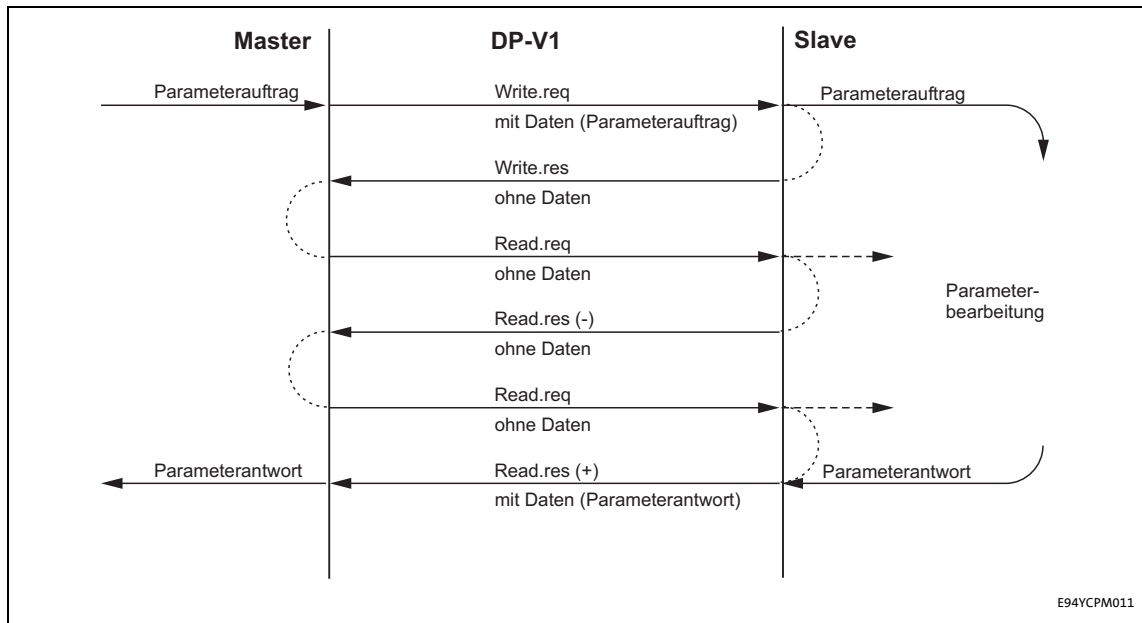 Master DP-V1 Slave
Parameterauftrag Write.req Parameterauftrag
mit Daten (Parameterauftrag)
Write.res
ohne Daten
Read.req
ohne Daten
Parameter-
bearbeitung
Read.res (-)
ohne Daten
Read.req
ohne Daten
Parameterantwort Read.res (+) Parameterantwort
mit Daten (Parameterantwort)
E94YCPM011